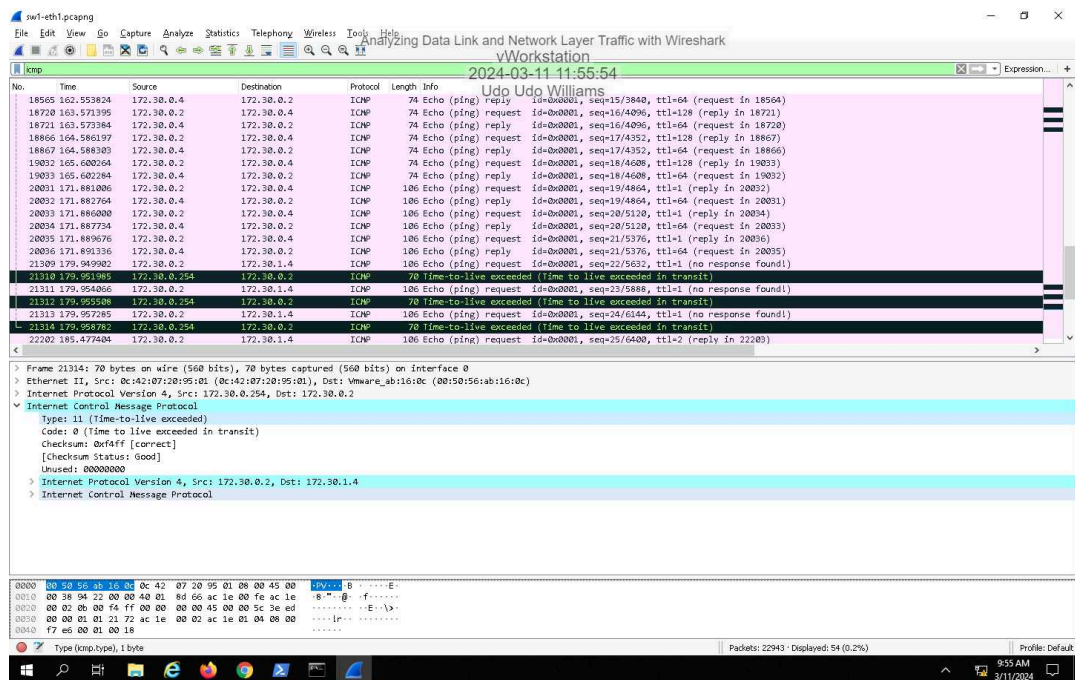 sw1-eth1.pcapng
File Edit View Go Capture Analyze Statistics Telephony Wireless Tools Help
Analyzing Data Link and Network Layer Traffic with Wireshark
vWorkstation
2024-03-11 11:55:54
Udo Udo Williams
icmp Expression... +
No. Time Source Destination Protocol Length Info
18565 162.553824 172.30.0.4 172.30.0.2 ICMP 74 Echo (ping) reply id=0x0001, seq=15/3840, ttl=64 (request in 18564)
18720 163.571395 172.30.0.2 172.30.0.4 ICMP 74 Echo (ping) request id=0x0001, seq=16/4096, ttl=128 (reply in 18721)
18721 163.573384 172.30.0.4 172.30.0.2 ICMP 74 Echo (ping) reply id=0x0001, seq=16/4096, ttl=64 (request in 18720)
18866 164.586197 172.30.0.2 172.30.0.4 ICMP 74 Echo (ping) request id=0x0001, seq=17/4352, ttl=128 (reply in 18867)
18867 164.588303 172.30.0.4 172.30.0.2 ICMP 74 Echo (ping) reply id=0x0001, seq=17/4352, ttl=64 (request in 18866)
19032 165.600264 172.30.0.2 172.30.0.4 ICMP 74 Echo (ping) request id=0x0001, seq=18/4608, ttl=128 (reply in 19033)
19033 165.602284 172.30.0.4 172.30.0.2 ICMP 74 Echo (ping) reply id=0x0001, seq=18/4608, ttl=64 (request in 19032)
20031 171.881006 172.30.0.2 172.30.0.4 ICMP 106 Echo (ping) request id=0x0001, seq=19/4864, ttl=1 (reply in 20032)
20032 171.882764 172.30.0.4 172.30.0.2 ICMP 106 Echo (ping) reply id=0x0001, seq=19/4864, ttl=64 (request in 20031)
20033 171.886000 172.30.0.2 172.30.0.4 ICMP 106 Echo (ping) request id=0x0001, seq=20/5120, ttl=1 (reply in 20034)
20034 171.887734 172.30.0.4 172.30.0.2 ICMP 106 Echo (ping) reply id=0x0001, seq=20/5120, ttl=64 (request in 20033)
20035 171.889676 172.30.0.2 172.30.0.4 ICMP 106 Echo (ping) request id=0x0001, seq=21/5376, ttl=1 (reply in 20036)
20036 171.891336 172.30.0.4 172.30.0.2 ICMP 106 Echo (ping) reply id=0x0001, seq=21/5376, ttl=64 (request in 20035)
21309 179.949902 172.30.0.2 172.30.1.4 ICMP 106 Echo (ping) request id=0x0001, seq=22/5632, ttl=1 (no response found!)
21310 179.951985 172.30.0.254 172.30.0.2 ICMP 70 Time-to-live exceeded (Time to live exceeded in transit)
21311 179.954066 172.30.0.2 172.30.1.4 ICMP 106 Echo (ping) request id=0x0001, seq=23/5888, ttl=1 (no response found!)
21312 179.955508 172.30.0.254 172.30.0.2 ICMP 70 Time-to-live exceeded (Time to live exceeded in transit)
21313 179.957285 172.30.0.2 172.30.1.4 ICMP 106 Echo (ping) request id=0x0001, seq=24/6144, ttl=1 (no response found!)
21314 179.958782 172.30.0.254 172.30.0.2 ICMP 70 Time-to-live exceeded (Time to live exceeded in transit)
22202 185.477404 172.30.0.2 172.30.1.4 ICMP 106 Echo (ping) request id=0x0001, seq=25/6400, ttl=2 (reply in 22203)
Frame 21314: 70 bytes on wire (560 bits), 70 bytes captured (560 bits) on interface 0
Ethernet II, Src: 0c:42:07:20:95:01 (0c:42:07:20:95:01), Dst: Vmware_ab:16:0c (00:50:56:ab:16:0c)
Internet Protocol Version 4, Src: 172.30.0.254, Dst: 172.30.0.2
Internet Control Message Protocol
Type: 11 (Time-to-live exceeded)
Code: 0 (Time to live exceeded in transit)
Checksum: 0xf4ff [correct]
[Checksum Status: Good]
Unused: 00000000
Internet Protocol Version 4, Src: 172.30.0.2, Dst: 172.30.1.4
Internet Control Message Protocol
0000 00 50 56 ab 16 0c 0c 42 07 20 95 01 08 00 45 00 ·PV····B · ····E·
0010 00 38 94 22 00 00 40 01 8d 66 ac 1e 00 fe ac 1e ·8·"··@· ·f······
0020 00 02 0b 00 f4 ff 00 00 00 00 45 00 00 5c 3e ed ········ ··E··\>·
0030 00 00 01 01 21 72 ac 1e 00 02 ac 1e 01 04 08 00 ····!r·· ········
0040 f7 e6 00 01 00 18 ······
Type (icmp.type), 1 byte Packets: 22943 · Displayed: 54 (0.2%) Profile: Default
9:55 AM
3/11/2024